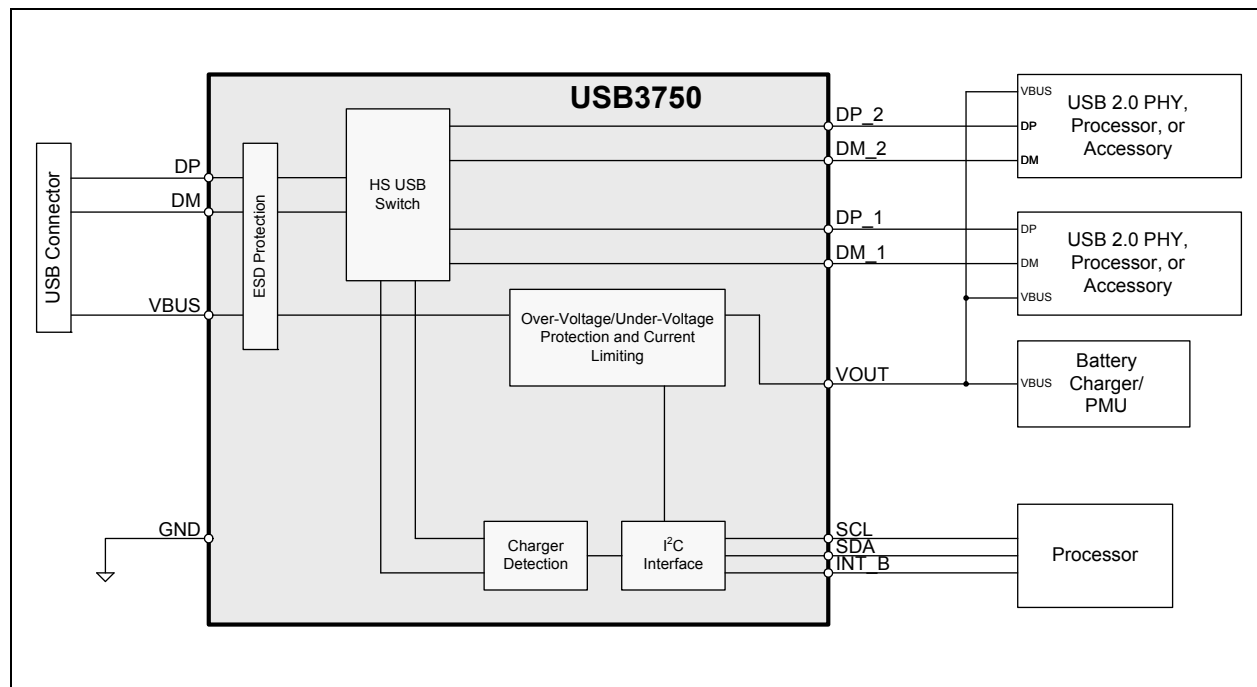 USB3750
USB Connector
DP
DM
VBUS
GND
ESD Protection
HS USB
Switch
Over-Voltage/Under-Voltage
Protection and Current
Limiting
Charger
Detection
I²C
Interface
DP_2
DM_2
DP_1
DM_1
VOUT
SCL
SDA
INT_B
VBUS
DP
DM
USB 2.0 PHY,
Processor, or
Accessory
DP
DM
VBUS
USB 2.0 PHY,
Processor, or
Accessory
VBUS
Battery
Charger/
PMU
Processor